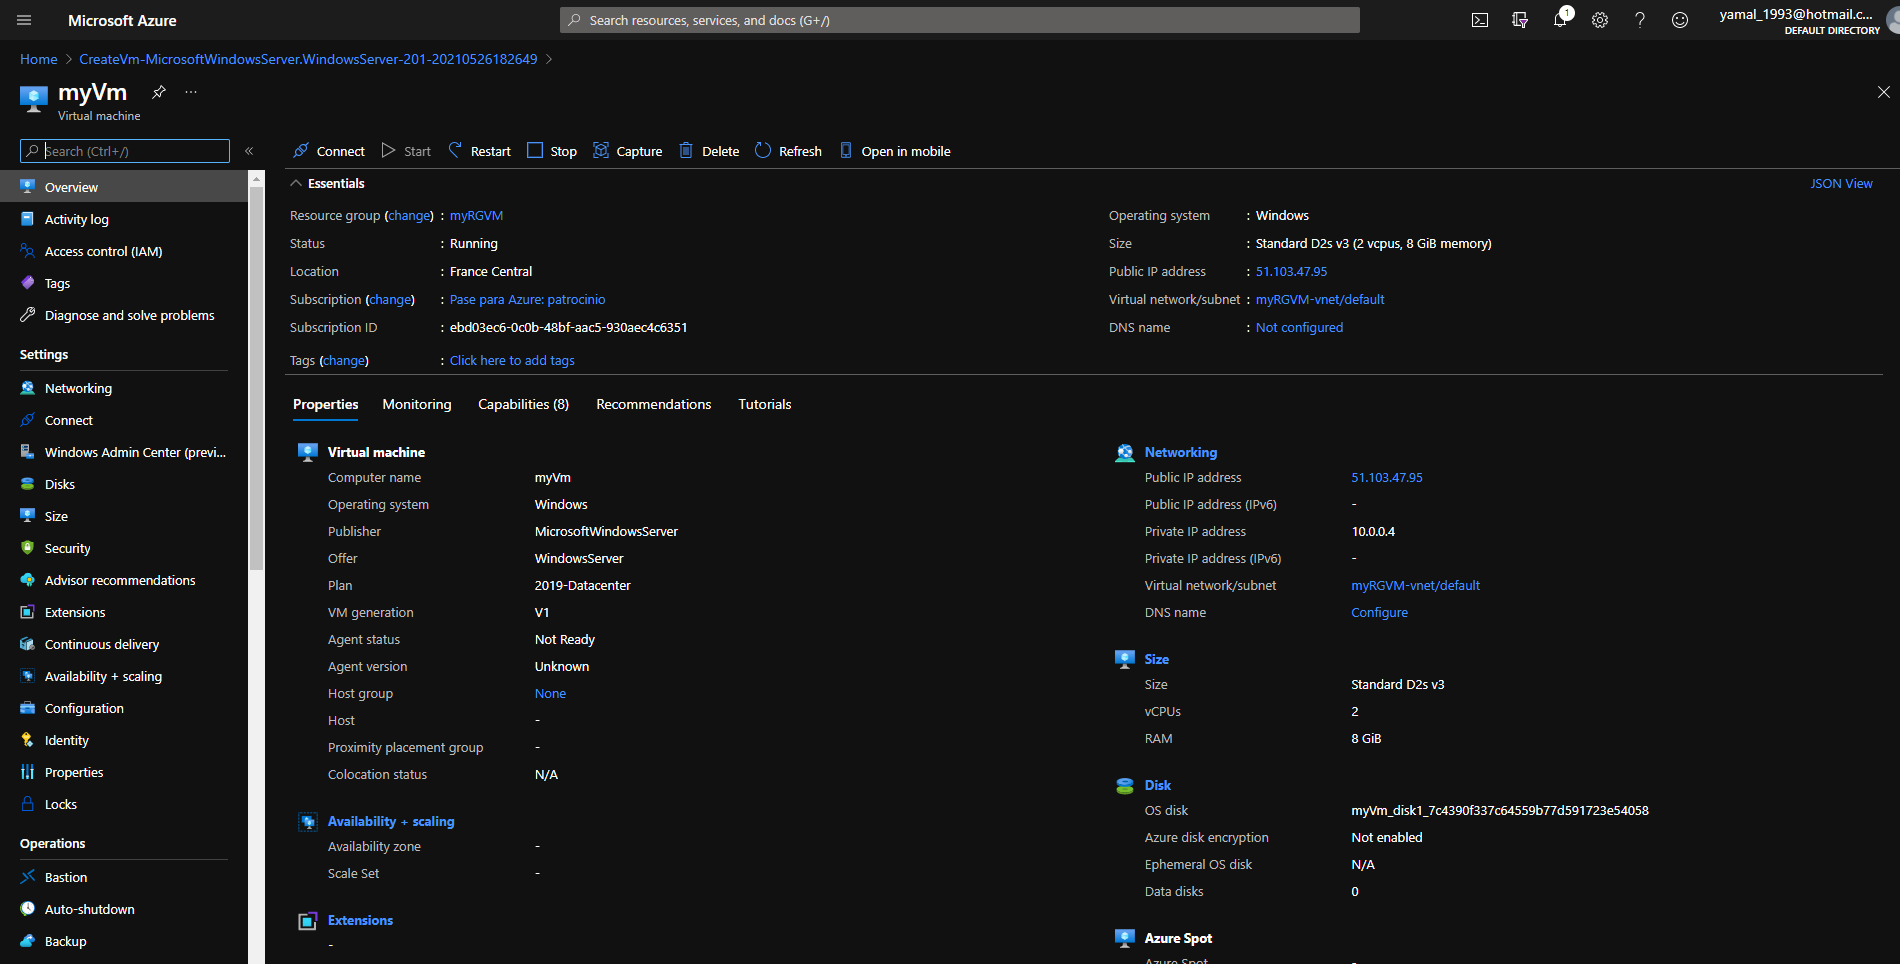 Microsoft Azure
Search resources, services, and docs (G+/)
1
yamal_1993@hotmail.c...
DEFAULT DIRECTORY
Home > CreateVm-MicrosoftWindowsServer.WindowsServer-201-20210526182649 >
myVm
...
Virtual machine
Search (Ctrl+/)
«
Connect
Start
Restart
Stop
Capture
Delete
Refresh
Open in mobile
Overview
Activity log
Access control (IAM)
Tags
Diagnose and solve problems
Settings
Networking
Connect
Windows Admin Center (previ...
Disks
Size
Security
Advisor recommendations
Extensions
Continuous delivery
Availability + scaling
Configuration
Identity
Properties
Locks
Operations
Bastion
Auto-shutdown
Backup
Essentials
JSON View
Resource group (change) : myRGVM
Status : Running
Location : France Central
Subscription (change) : Pase para Azure: patrocinio
Subscription ID : ebd03ec6-0c0b-48bf-aac5-930aec4c6351
Tags (change) : Click here to add tags
Operating system : Windows
Size : Standard D2s v3 (2 vcpus, 8 GiB memory)
Public IP address : 51.103.47.95
Virtual network/subnet : myRGVM-vnet/default
DNS name : Not configured
Properties
Monitoring
Capabilities (8)
Recommendations
Tutorials
Virtual machine
Computer name myVm
Operating system Windows
Publisher MicrosoftWindowsServer
Offer WindowsServer
Plan 2019-Datacenter
VM generation V1
Agent status Not Ready
Agent version Unknown
Host group None
Host -
Proximity placement group -
Colocation status N/A
Availability + scaling
Availability zone -
Scale Set -
Extensions
-
Networking
Public IP address 51.103.47.95
Public IP address (IPv6) -
Private IP address 10.0.0.4
Private IP address (IPv6) -
Virtual network/subnet myRGVM-vnet/default
DNS name Configure
Size
Size Standard D2s v3
vCPUs 2
RAM 8 GiB
Disk
OS disk myVm_disk1_7c4390f337c64559b77d591723e54058
Azure disk encryption Not enabled
Ephemeral OS disk N/A
Data disks 0
Azure Spot
Azure Spot -